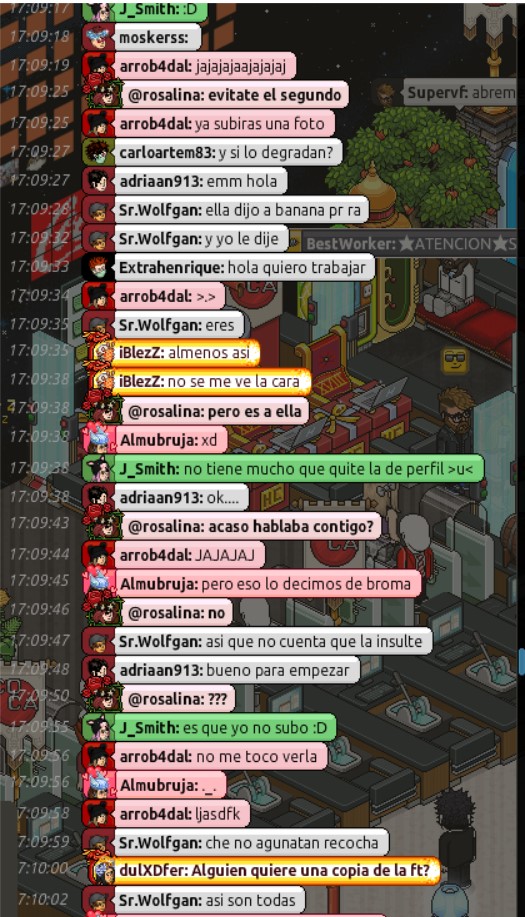 17:09:17 J_Smith: :D
17:09:18 moskerss:
17:09:19 arrob4dal: jajajajaajajajaj
17:09:25 @rosalina: evitate el segundo
Supervf: abrem
17:09:25 arrob4dal: ya subiras una foto
17:09:27 carloartem83: y si lo degradan?
17:09:27 adriaan913: emm hola
17:09:28 Sr.Wolfgan: ella dijo a banana pr ra
17:09:32 Sr.Wolfgan: y yo le dije
BestWorker: ★ATENCION★S
17:09:33 Extrahenrique: hola quiero trabajar
17:09:34 arrob4dal: >.>
17:09:35 Sr.Wolfgan: eres
17:09:35 iBlezZ: almenos asi
17:09:38 iBlezZ: no se me ve la cara
17:09:38 @rosalina: pero es a ella
17:09:38 Almubruja: xd
17:09:38 J_Smith: no tiene mucho que quite la de perfil >u<
17:09:38 adriaan913: ok....
17:09:43 @rosalina: acaso hablaba contigo?
17:09:44 arrob4dal: JAJAJAJ
17:09:45 Almubruja: pero eso lo decimos de broma
17:09:46 @rosalina: no
17:09:47 Sr.Wolfgan: asi que no cuenta que la insulte
17:09:48 adriaan913: bueno para empezar
17:09:50 @rosalina: ???
17:09:55 J_Smith: es que yo no subo :D
17:09:56 arrob4dal: no me toco verla
17:09:56 Almubruja: ._.
17:09:58 arrob4dal: ljasdfk
17:09:59 Sr.Wolfgan: che no agunatan recocha
7:10:00 dulXDfer: Alguien quiere una copia de la ft?
7:10:02 Sr.Wolfgan: asi son todas